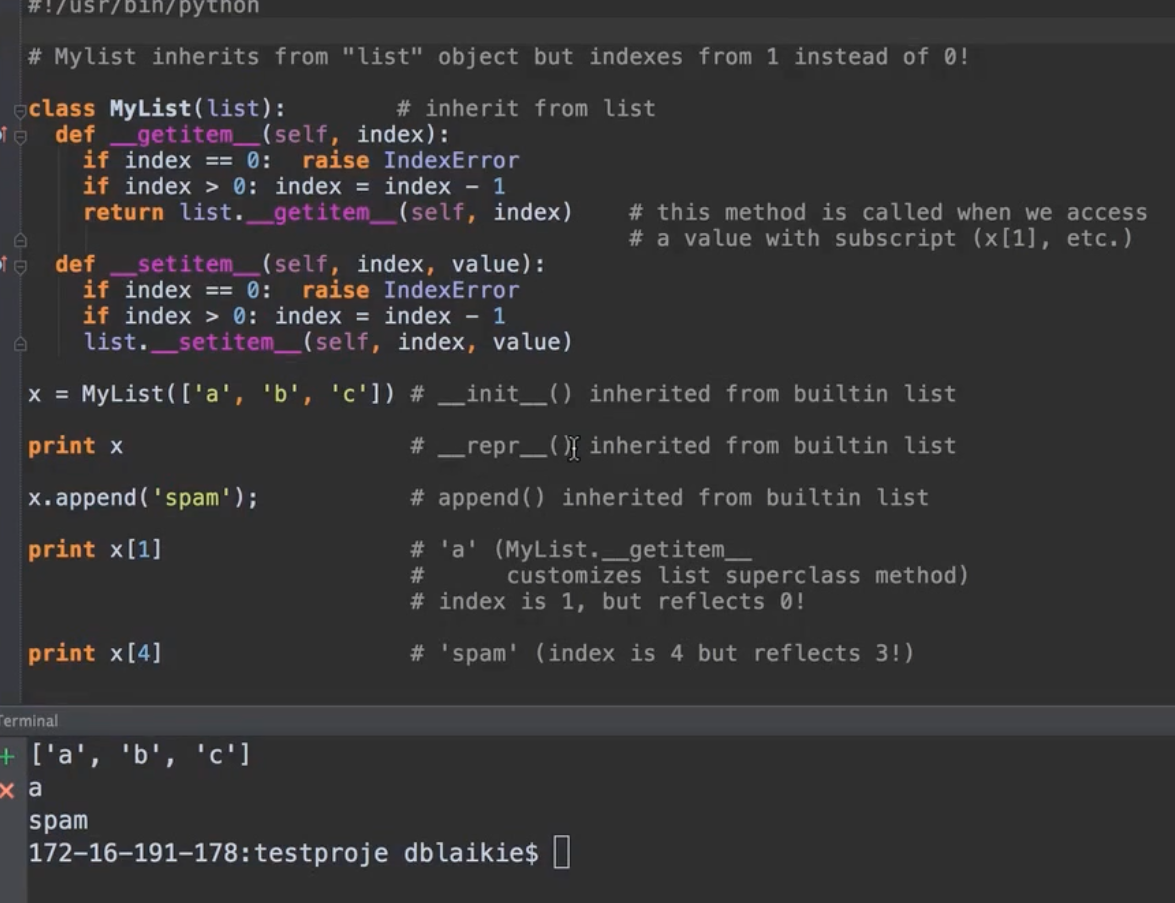 #!/usr/bin/python
# Mylist inherits from "list" object but indexes from 1 instead of 0!
class MyList(list):        # inherit from list
  def __getitem__(self, index):
    if index == 0:  raise IndexError
    if index > 0: index = index - 1
    return list.__getitem__(self, index)    # this method is called when we access
                                            # a value with subscript (x[1], etc.)
  def __setitem__(self, index, value):
    if index == 0:  raise IndexError
    if index > 0: index = index - 1
    list.__setitem__(self, index, value)
x = MyList(['a', 'b', 'c']) # __init__() inherited from builtin list
print x                     # __repr__() inherited from builtin list
x.append('spam');           # append() inherited from builtin list
print x[1]                  # 'a' (MyList.__getitem__
                            #      customizes list superclass method)
                            # index is 1, but reflects 0!
print x[4]                  # 'spam' (index is 4 but reflects 3!)
Terminal
['a', 'b', 'c']
a
spam
172-16-191-178:testproje dblaikie$